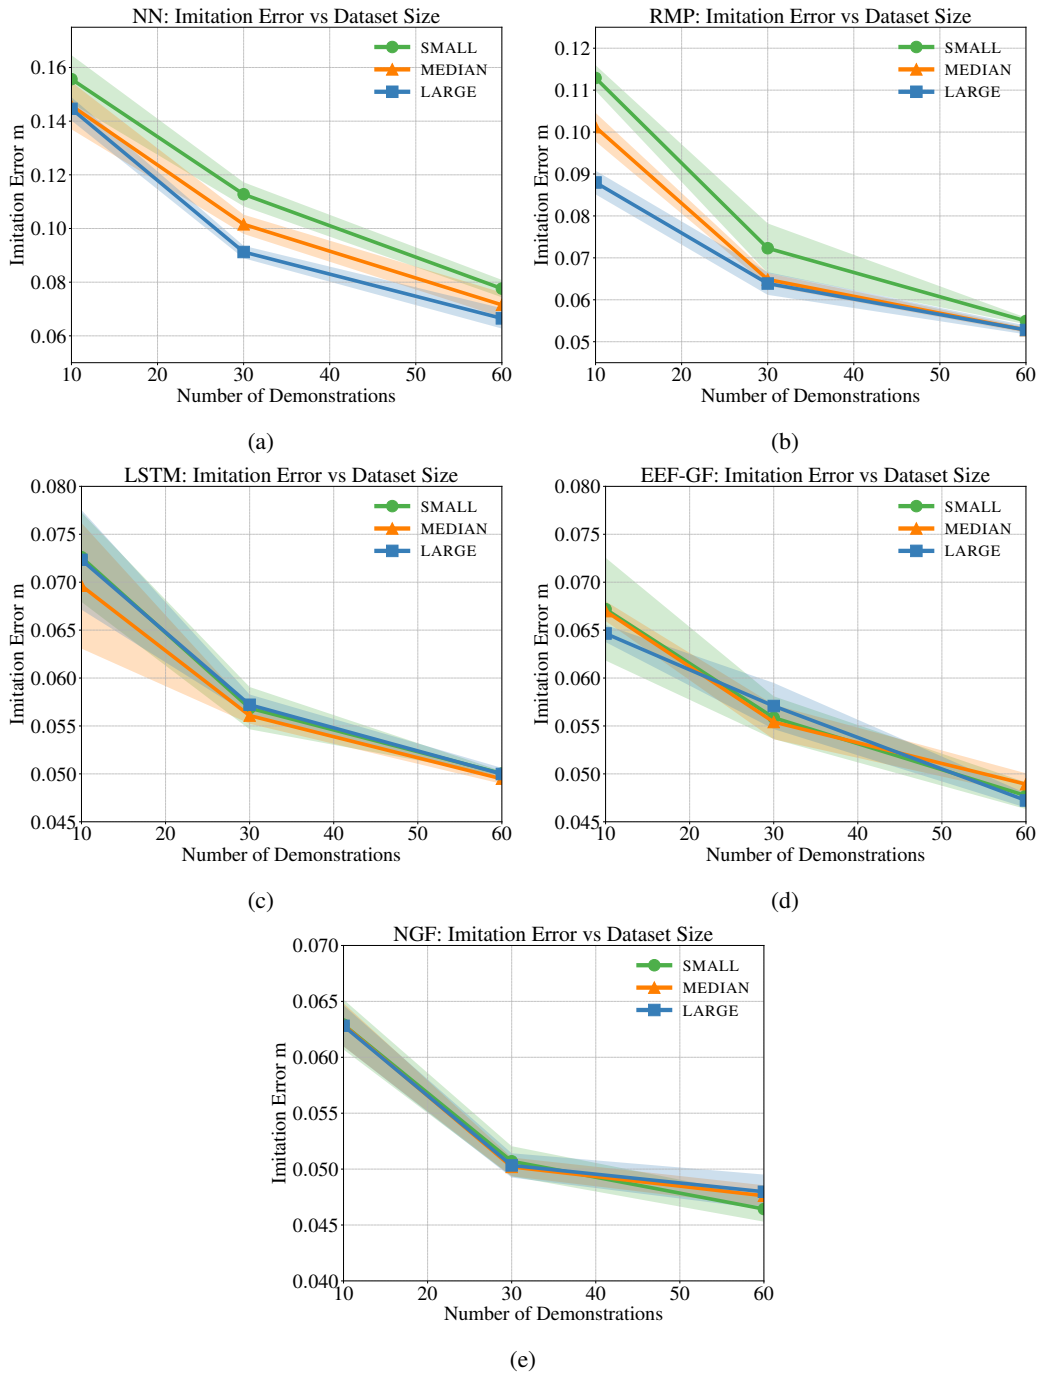 NN: Imitation Error vs Dataset Size
SMALL
MEDIAN
LARGE
0.16
0.14
0.12
0.10
0.08
0.06
Imitation Error m
10 20 30 40 50 60
Number of Demonstrations
(a)
RMP: Imitation Error vs Dataset Size
SMALL
MEDIAN
LARGE
0.12
0.11
0.10
0.09
0.08
0.07
0.06
0.05
Imitation Error m
10 20 30 40 50 60
Number of Demonstrations
(b)
LSTM: Imitation Error vs Dataset Size
SMALL
MEDIAN
LARGE
0.080
0.075
0.070
0.065
0.060
0.055
0.050
0.045
Imitation Error m
10 20 30 40 50 60
Number of Demonstrations
(c)
EEF-GF: Imitation Error vs Dataset Size
SMALL
MEDIAN
LARGE
0.080
0.075
0.070
0.065
0.060
0.055
0.050
0.045
Imitation Error m
10 20 30 40 50 60
Number of Demonstrations
(d)
NGF: Imitation Error vs Dataset Size
SMALL
MEDIAN
LARGE
0.070
0.065
0.060
0.055
0.050
0.045
0.040
Imitation Error m
10 20 30 40 50 60
Number of Demonstrations
(e)